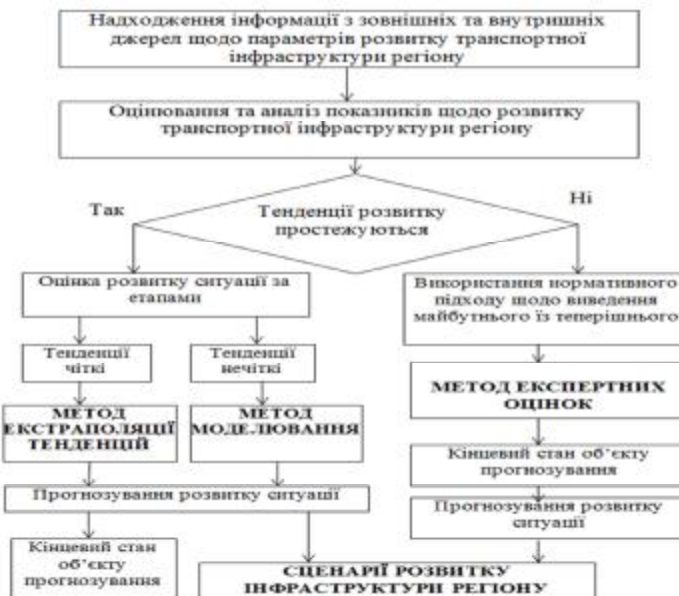 Надходження інформації з зовнішніх та внутришніх
джерел щодо параметрів розвитку транспортної
інфраструктури регіону
Оцінювання та аналіз показників щодо розвитку
транспортної інфраструктури регіону
Так
Ні
Тенденції розвитку
простежуються
Оцінка розвитку ситуації за
етапами
Використання нормативного
підходу щодо виведення
майбутнього їз теперішнього
Тенденції
чіткі
Тенденції
нечіткі
МЕТОД
ЕКСТРАПОЛЯЦІЇ
ТЕНДЕНЦІЙ
МЕТОД
МОДЕЛЮВАННЯ
МЕТОД ЕКСПЕРТНИХ
ОЦІНОК
Кінцевий стан об'єкту
прогнозування
Прогнозування розвитку ситуації
Прогнозування розвитку
ситуації
Кінцевий стан
об'єкту
прогнозування
СЦЕНАРІЇ РОЗВИТКУ
ІНФРАСТРУКТУРИ РЕГІОНУ